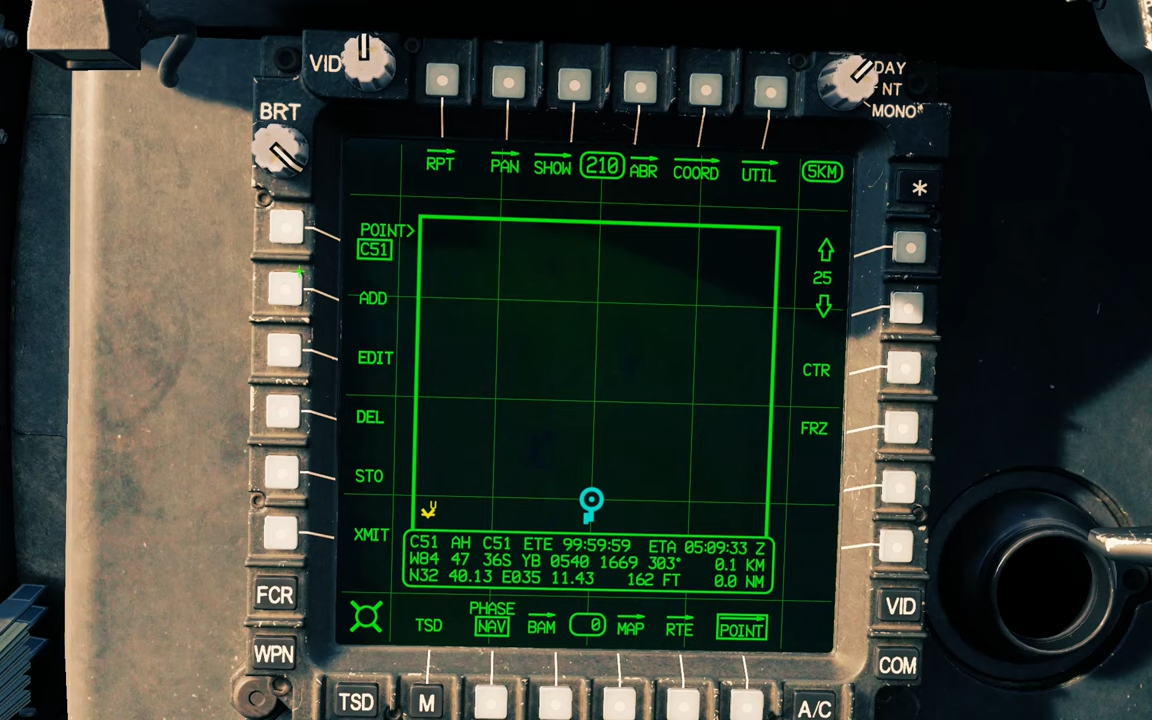 VID
BRT
DAY
NT
MONO
*
RPT PAN SHOW 210 ABR COORD UTIL 5KM
POINT>
C51
ADD
EDIT
DEL
STO
XMIT
25
CTR
FRZ
C51 AH C51 ETE 99:59:59 ETA 05:09:33 Z
W84 47 36S YB 0540 1669 303° 0.1 KM
N32 40.13 E035 11.43 162 FT 0.0 NM
TSD PHASE NAV BAM 0 MAP RTE POINT
FCR
WPN
VID
COM
TSD M A/C